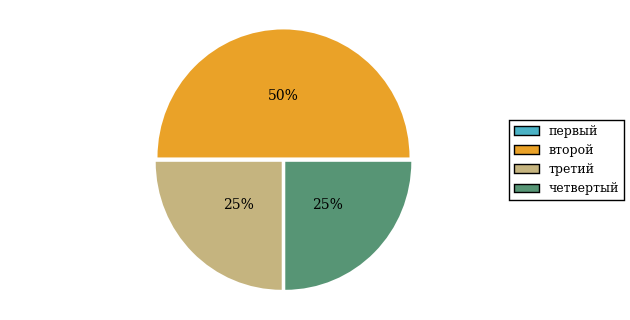 50%
25%
25%
первый
второй
третий
четвертый